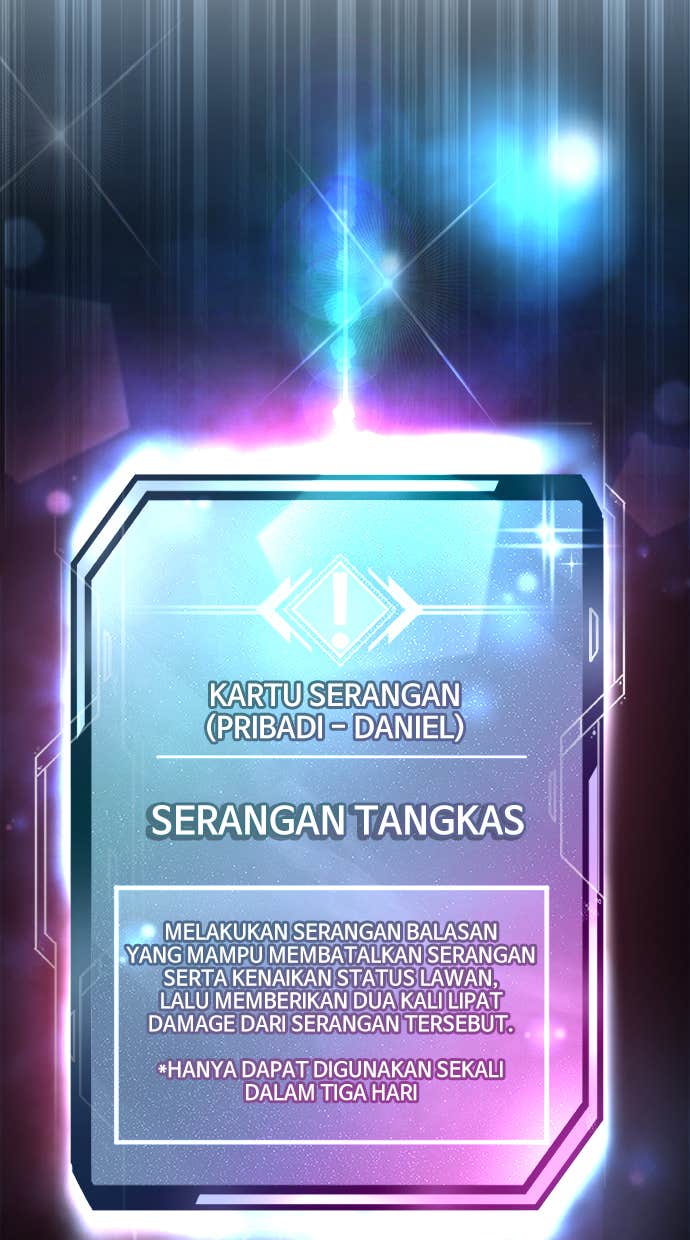 !
KARTU SERANGAN
(PRIBADI - DANIEL)
SERANGAN TANGKAS
MELAKUKAN SERANGAN BALASAN
YANG MAMPU MEMBATALKAN SERANGAN
SERTA KENAIKAN STATUS LAWAN,
LALU MEMBERIKAN DUA KALI LIPAT
DAMAGE DARI SERANGAN TERSEBUT.
*HANYA DAPAT DIGUNAKAN SEKALI
DALAM TIGA HARI